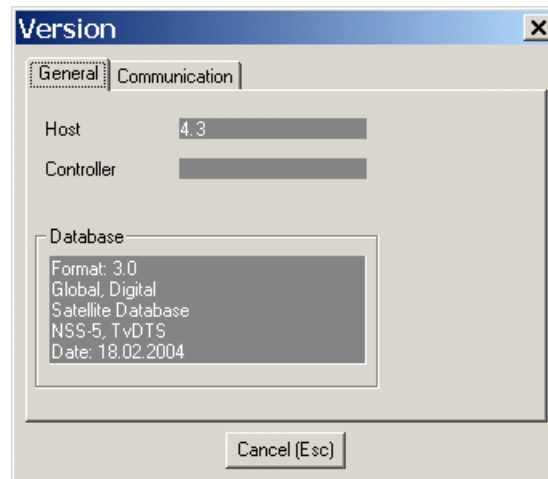 Version
General Communication
Host 4.3
Controller
Database
Format: 3.0
Global, Digital
Satellite Database
NSS-5, TvDTS
Date: 18.02.2004
Cancel (Esc)